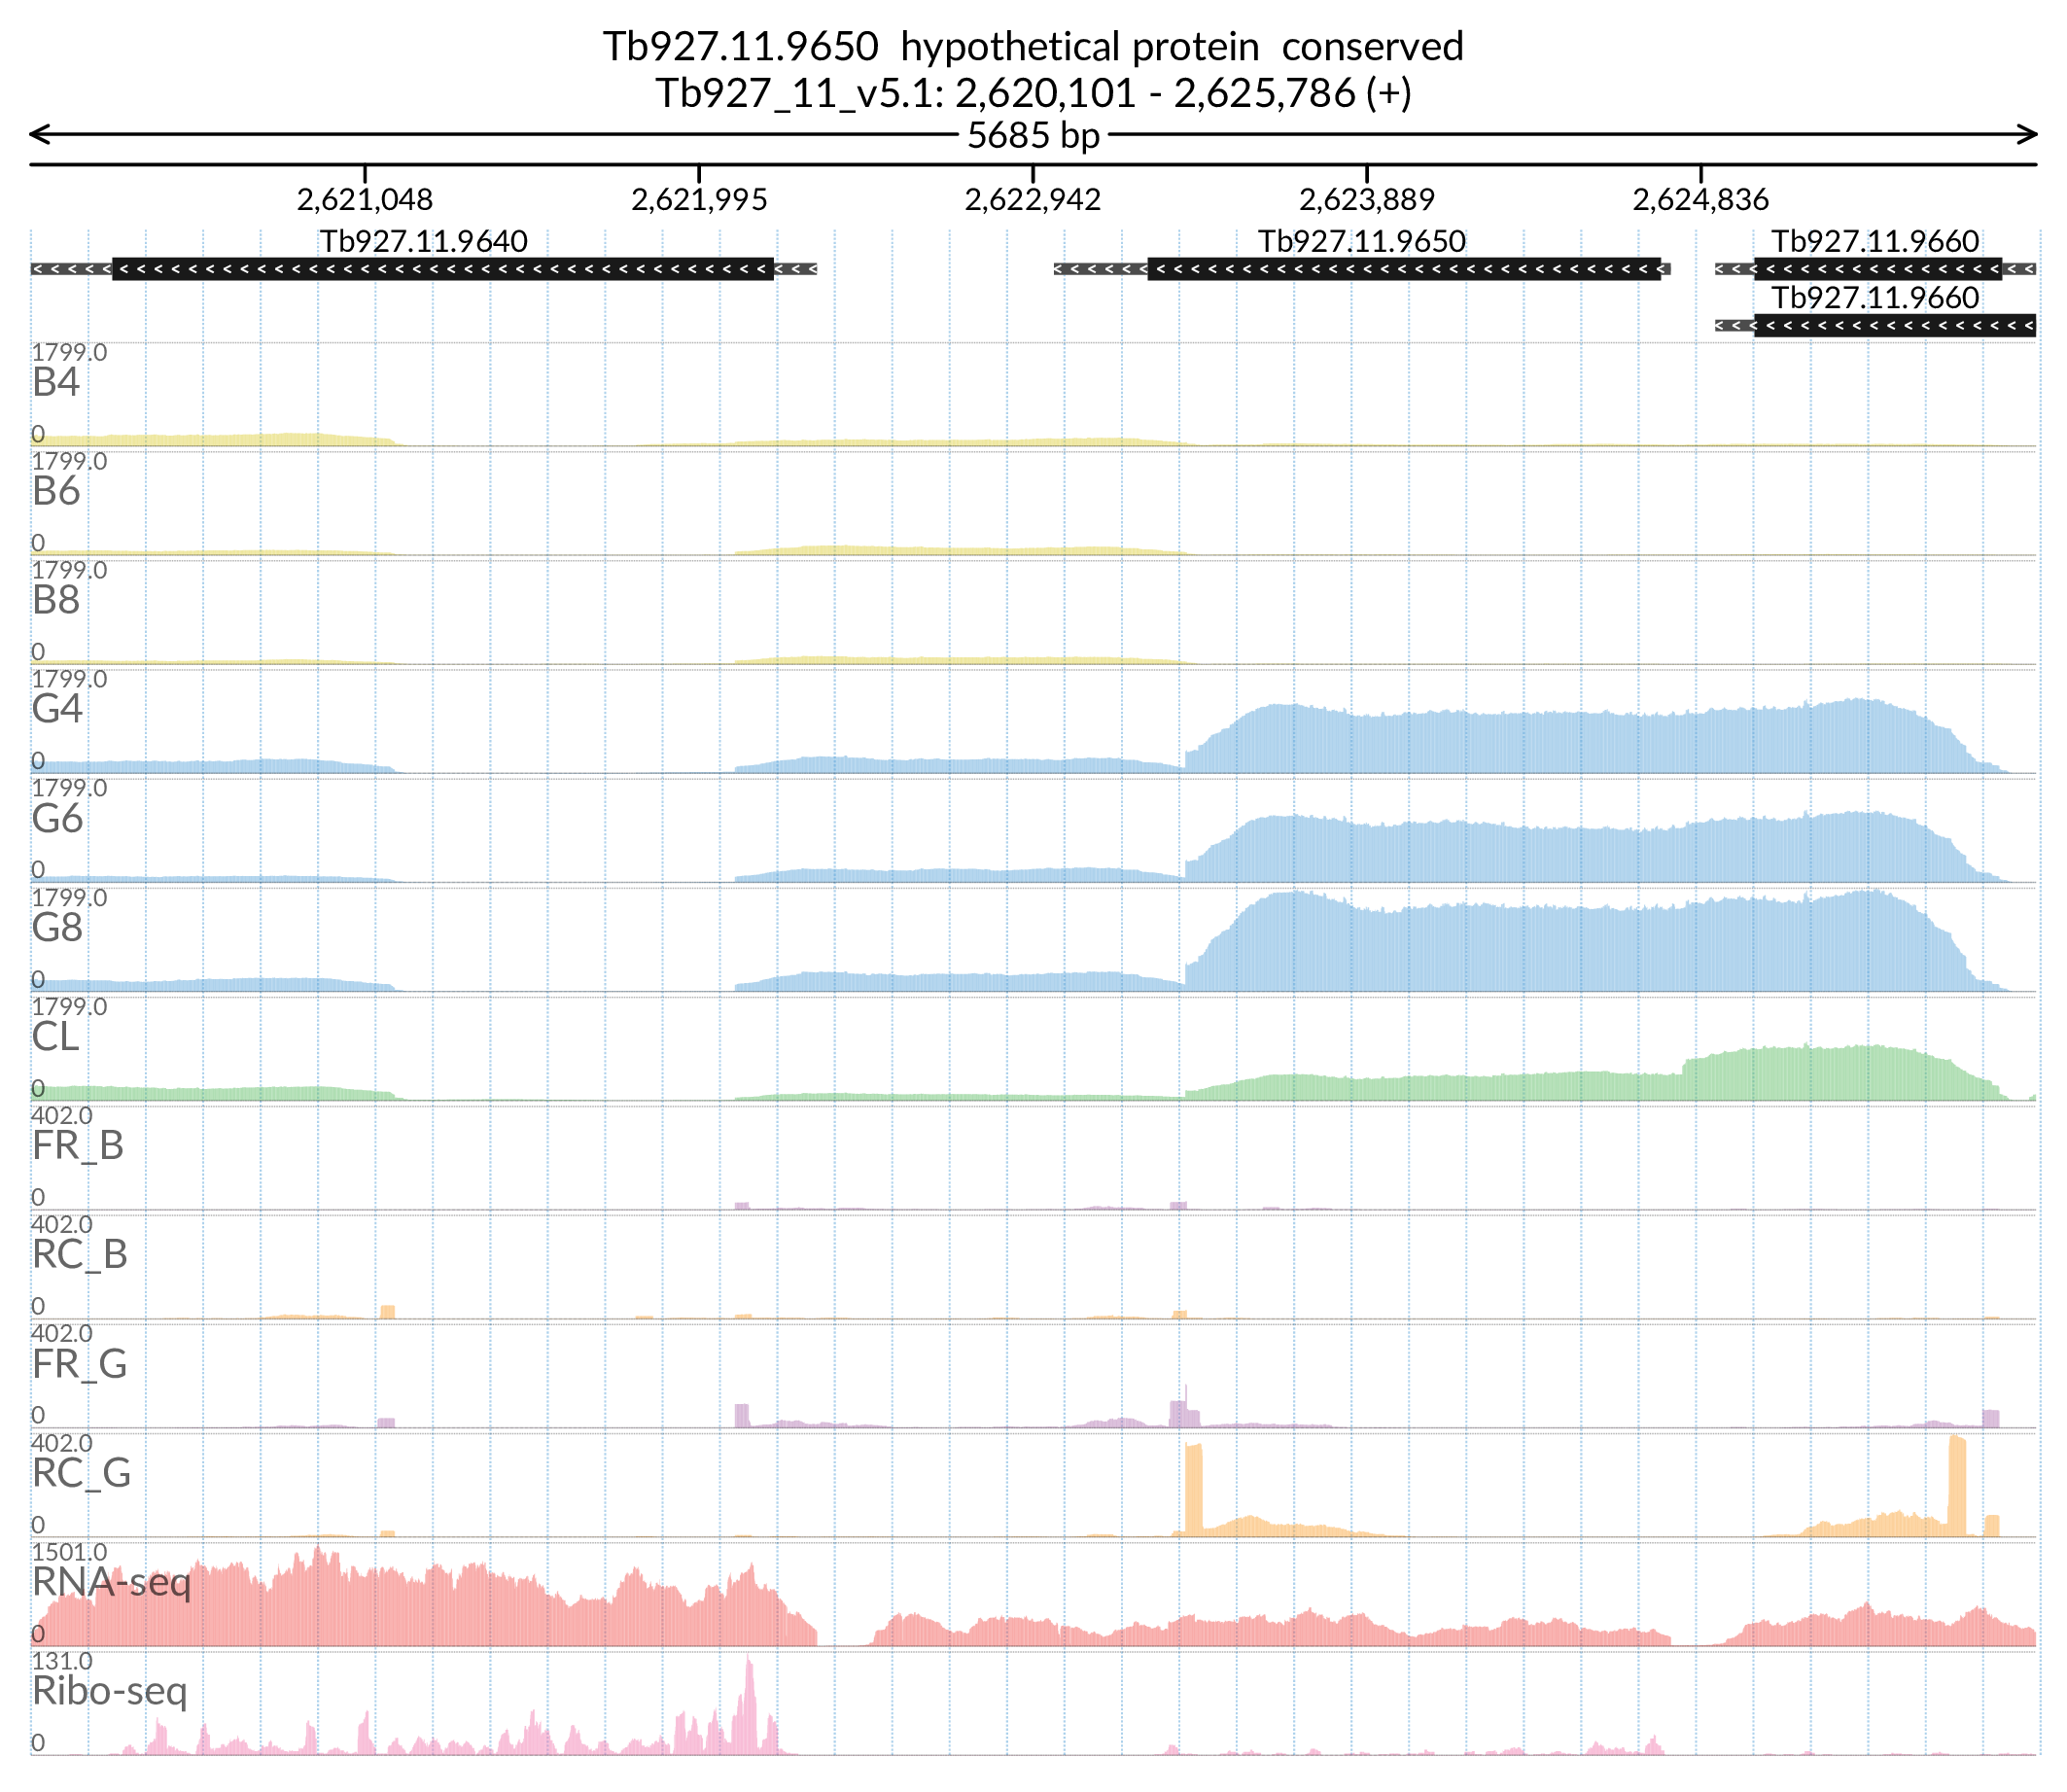 Tb927.11.9650 hypothetical protein conserved
Tb927_11_v5.1: 2,620,101 - 2,625,786 (+)
5685 bp
2,621,048 2,621,995 2,622,942 2,623,889 2,624,836
Tb927.11.9640 Tb927.11.9650 Tb927.11.9660
Tb927.11.9660
1799.0
B4
0
1799.0
B6
0
1799.0
B8
0
1799.0
G4
0
1799.0
G6
0
1799.0
G8
0
1799.0
CL
0
402.0
FR_B
0
402.0
RC_B
0
402.0
FR_G
0
402.0
RC_G
0
1501.0
RNA-seq
0
131.0
Ribo-seq
0